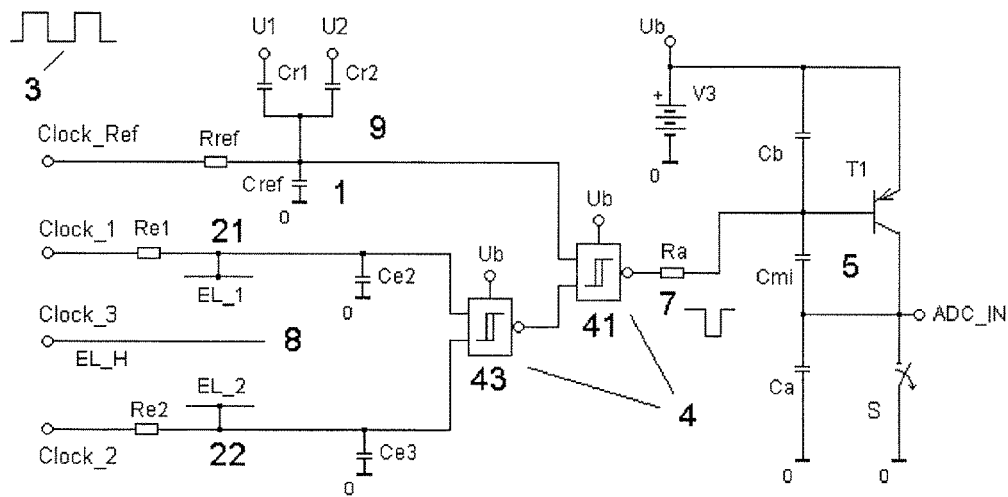 U1 U2
Ub
Cr1 Cr2
3
+
V3
Clock_Ref
Rref
9
Cb
T1
Cref
1
0
0
Clock_1
Re1
21
Ub
Ub
Ra
Cmi
5
EL_1
Ce2
0
Clock_3
8
7
ADC_IN
EL_H
41
43
EL_2
4
Ca
S
Re2
Clock_2
22
Ce3
0
0
0